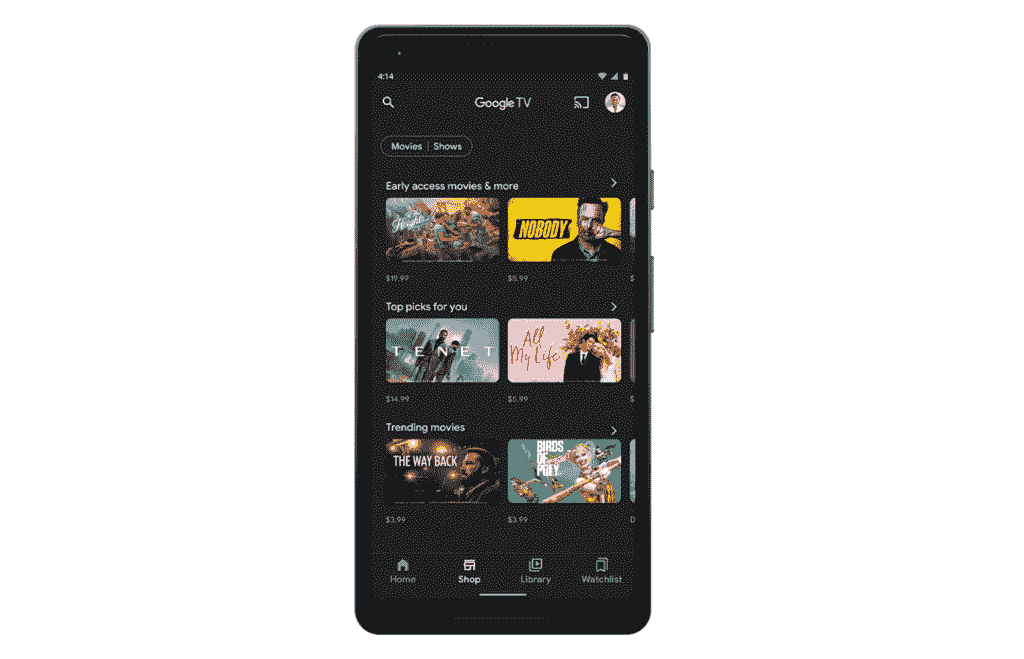 4:14
Google TV
Movies | Shows
Early access movies & more
In The Heights
NOBODY
$19.99
$5.99
Top picks for you
TENET
All My Life
$14.99
$5.99
Trending movies
THE WAY BACK
BIRDS OF PREY
$3.99
$3.99
Home
Shop
Library
Watchlist